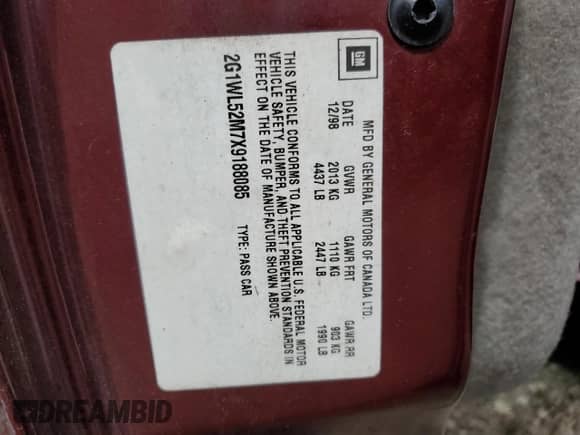 GM
MFD BY GENERAL MOTORS OF CANADA LTD.
DATE GVWR GAWR FRT GAWR RR
12/98 2013 KG 1110 KG 903 KG
4437 LB 2447 LB 1990 LB
THIS VEHICLE CONFORMS TO ALL APPLICABLE U.S. FEDERAL MOTOR
VEHICLE SAFETY, BUMPER, AND THEFT PREVENTION STANDARDS IN
EFFECT ON THE DATE OF MANUFACTURE SHOWN ABOVE.
2G1WL52M7X9188085 TYPE: PASS CAR
DREAMBID